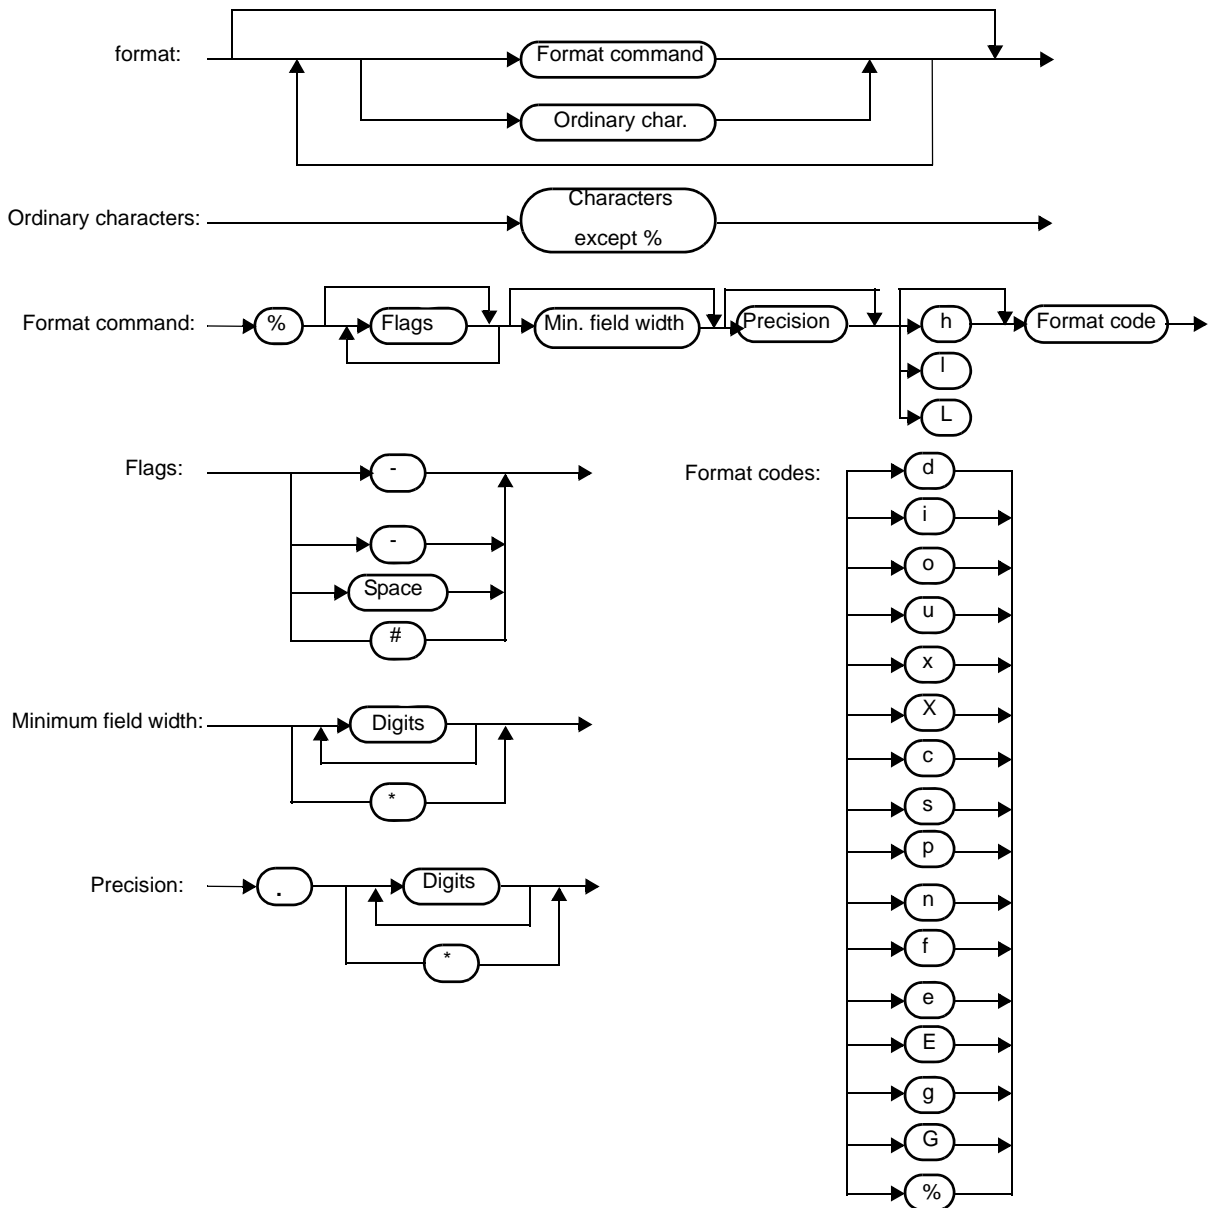 format:
Format command
Ordinary char.
Ordinary characters:
Characters
except %
Format command:
%
Flags
Min. field width
Precision
h
Format code
l
L
Flags:
-
-
Space
#
Minimum field width:
Digits
*
Precision:
.
Digits
*
Format codes:
d
i
o
u
x
X
c
s
p
n
f
e
E
g
G
%